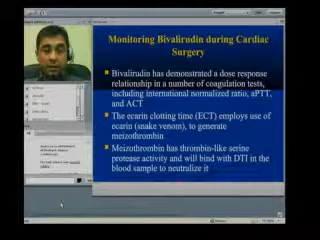 Monitoring Bivalirudin during Cardiac
Surgery
Bivalirudin has demonstrated a dose response
relationship in a number of coagulation tests,
including international normalized ratio, aPTT,
and ACT
The ecarin clotting time (ECT) employs use of
ecarin (snake venom), to generate
meizothrombin
Meizothrombin has thrombin-like serine
protease activity and will bind with DTI in the
blood sample to neutralize it